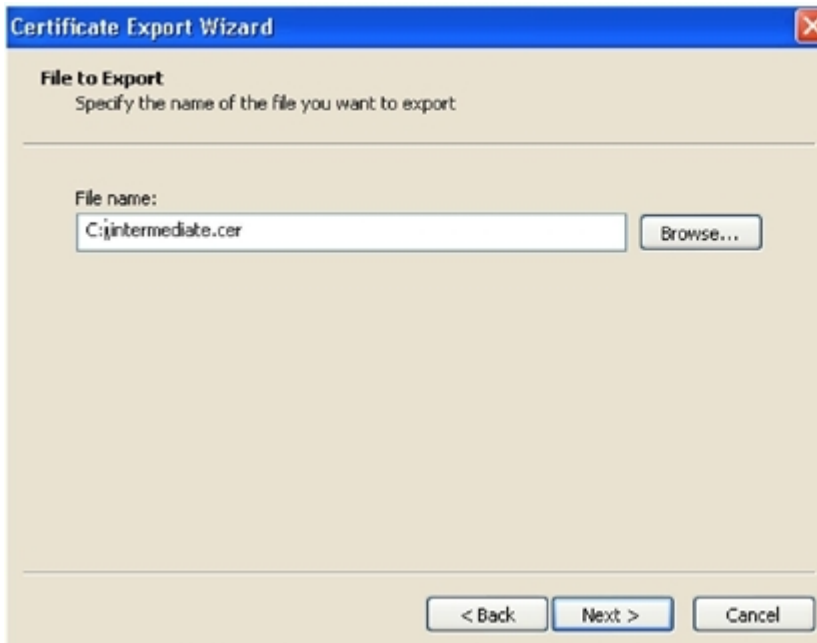 Certificate Export Wizard
File to Export
Specify the name of the file you want to export
File name:
C:\intermediate.cer
Browse...
< Back
Next >
Cancel